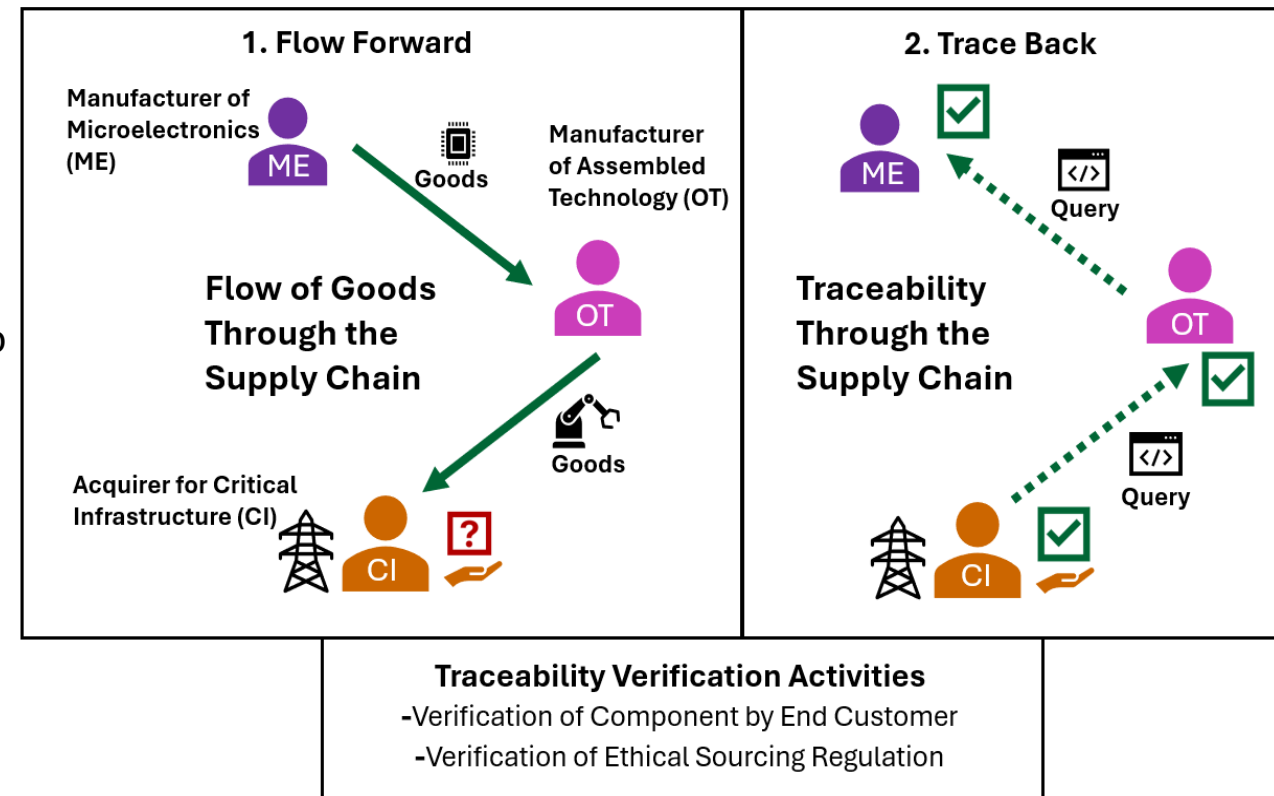 1. Flow Forward
Manufacturer of
Microelectronics
(ME)
ME
Goods
Manufacturer
of Assembled
Technology (OT)
OT
Flow of Goods
Through the
Supply Chain
Goods
Acquirer for Critical
Infrastructure (CI)
CI
?
2. Trace Back
ME
</>
Query
OT
Traceability
Through the
Supply Chain
</>
Query
CI
Traceability Verification Activities
-Verification of Component by End Customer
-Verification of Ethical Sourcing Regulation